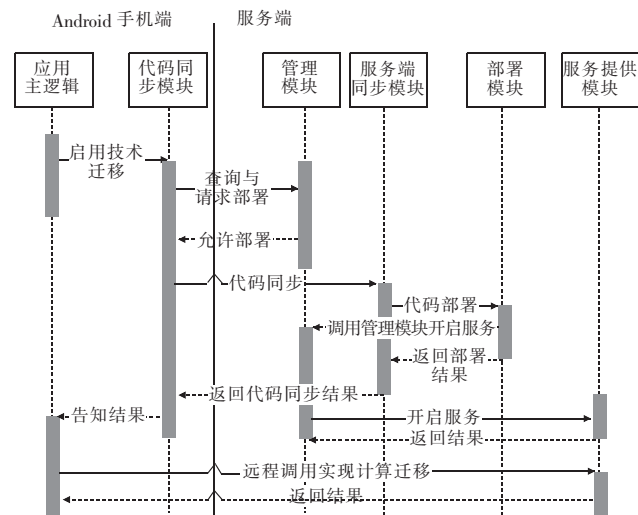 Android 手机端
服务端
应用
主逻辑
代码同
步模块
管理
模块
服务端
同步模块
部署
模块
服务提供
模块
启用技术
迁移
查询与
请求部署
允许部署
代码同步
代码部署
调用管理模块开启服务
返回部署
结果
返回代码同步结果
告知结果
开启服务
返回结果
远程调用实现计算迁移
返回结果